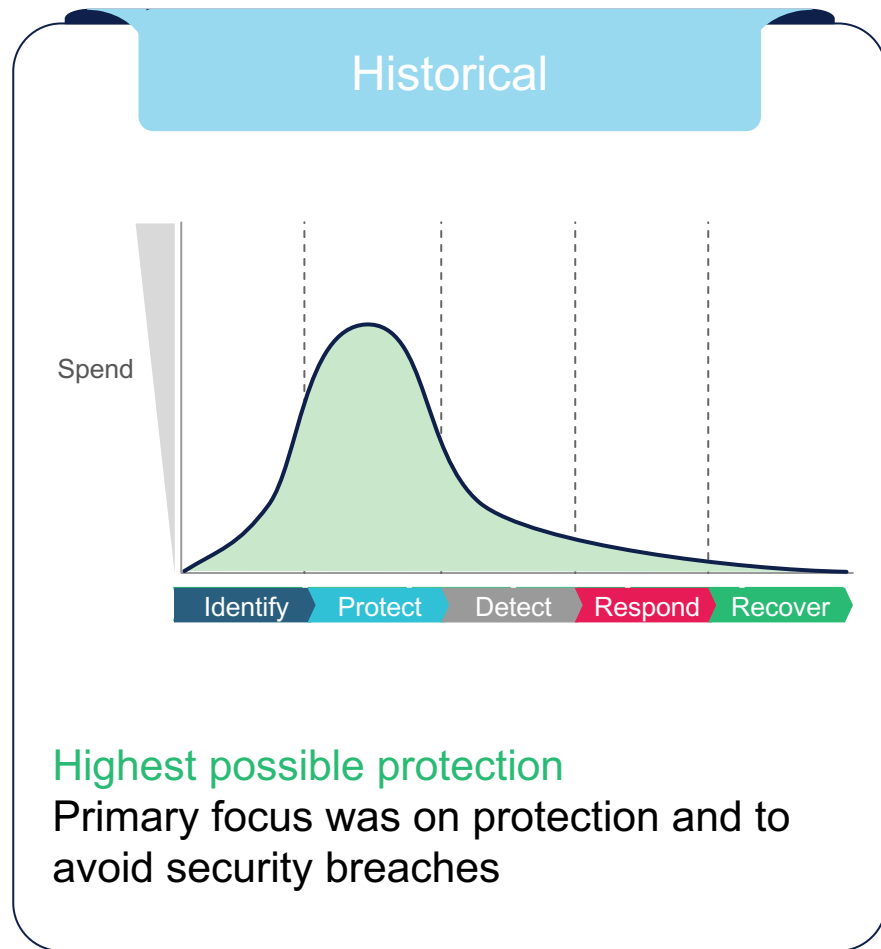 Historical
Spend
Identify
Protect
Detect
Respond
Recover
Highest possible protection
Primary focus was on protection and to
avoid security breaches